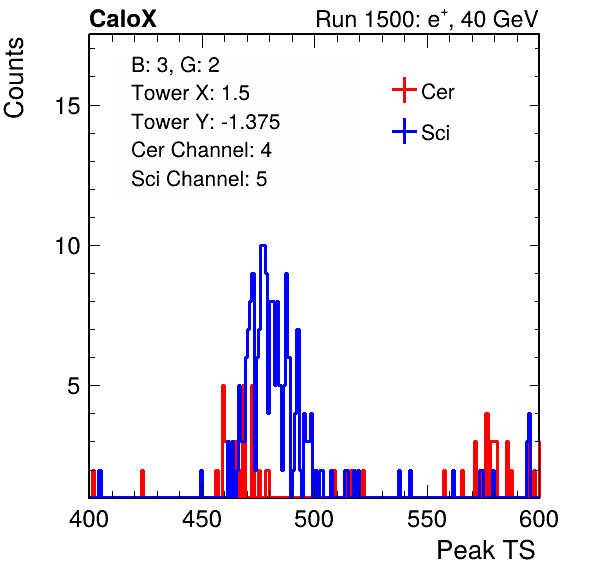 CaloX Run 1500: e⁺, 40 GeV
Counts
B: 3, G: 2
Tower X: 1.5
Tower Y: -1.375
Cer Channel: 4
Sci Channel: 5
Cer
Sci
15
10
5
400 450 500 550 600
Peak TS